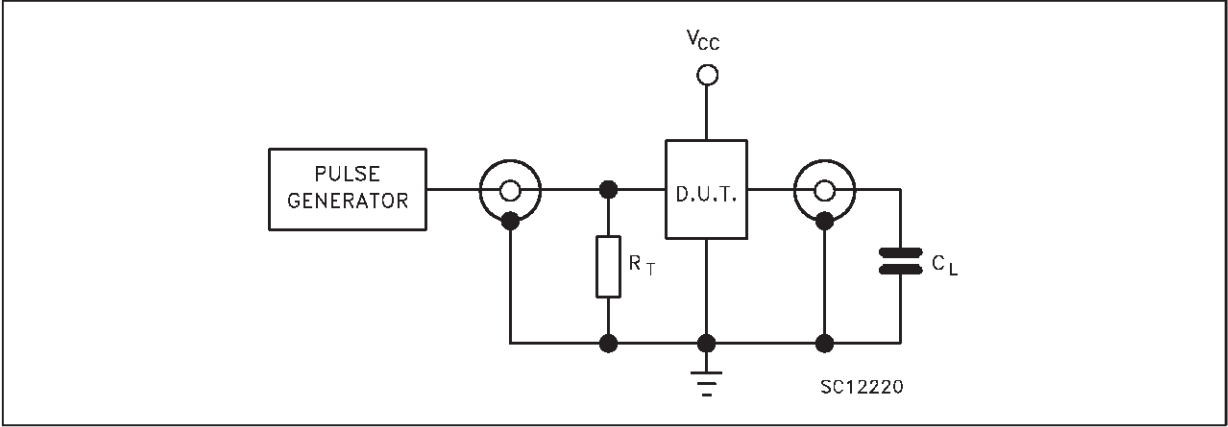 VCC
PULSE
GENERATOR
D.U.T.
RT
CL
SC12220